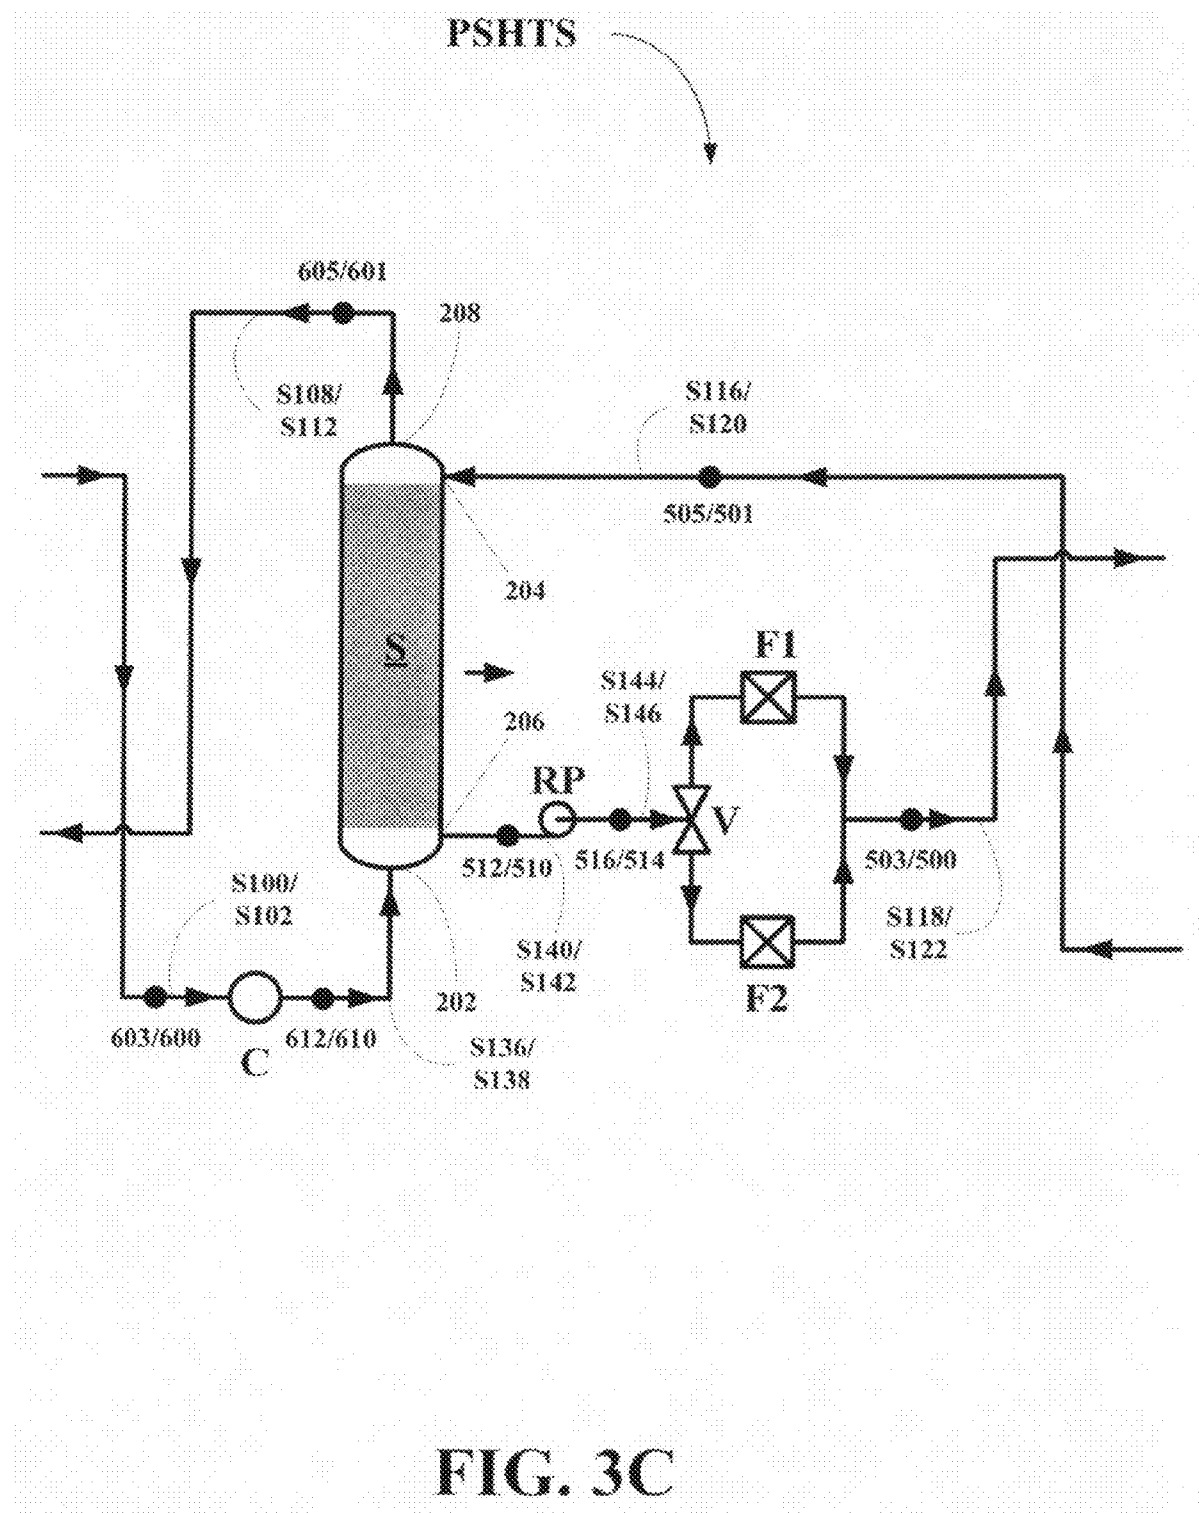 PSHTS
605/601
208
S108/
S112
S116/
S120
505/501
204
S
F1
S144/
S146
206
RP
V
512/510
516/514
503/500
S100/
S102
S118/
S122
S140/
S142
F2
202
603/600
C
612/610
S136/
S138
FIG. 3C